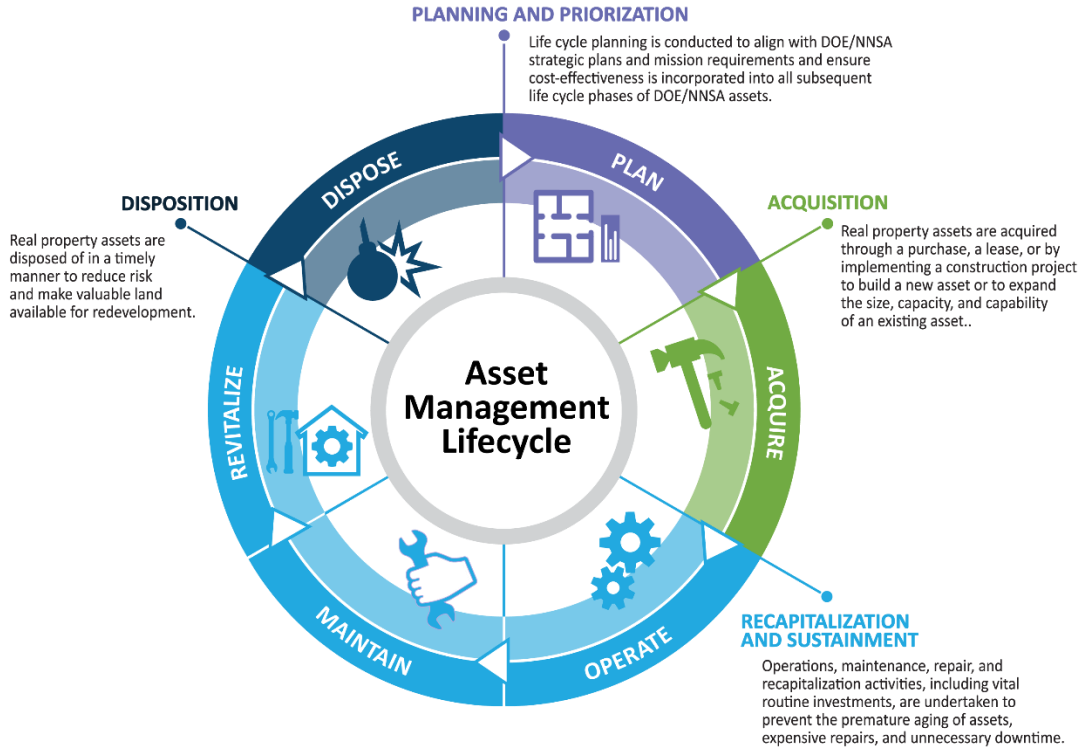 PLANNING AND PRIORIZATION
Life cycle planning is conducted to align with DOE/NNSA
strategic plans and mission requirements and ensure
cost-effectiveness is incorporated into all subsequent
life cycle phases of DOE/NNSA assets.
DISPOSE
PLAN
DISPOSITION
Real property assets are
disposed of in a timely
manner to reduce risk
and make valuable land
available for redevelopment.
ACQUISITION
Real property assets are acquired
through a purchase, a lease, or by
implementing a construction project
to build a new asset or to expand
the size, capacity, and capability
of an existing asset..
REVITALIZE
Asset
Management
Lifecycle
ACQUIRE
MAINTAIN
OPERATE
RECAPITALIZATION
AND SUSTAINMENT
Operations, maintenance, repair, and
recapitalization activities, including vital
routine investments, are undertaken to
prevent the premature aging of assets,
expensive repairs, and unnecessary downtime.